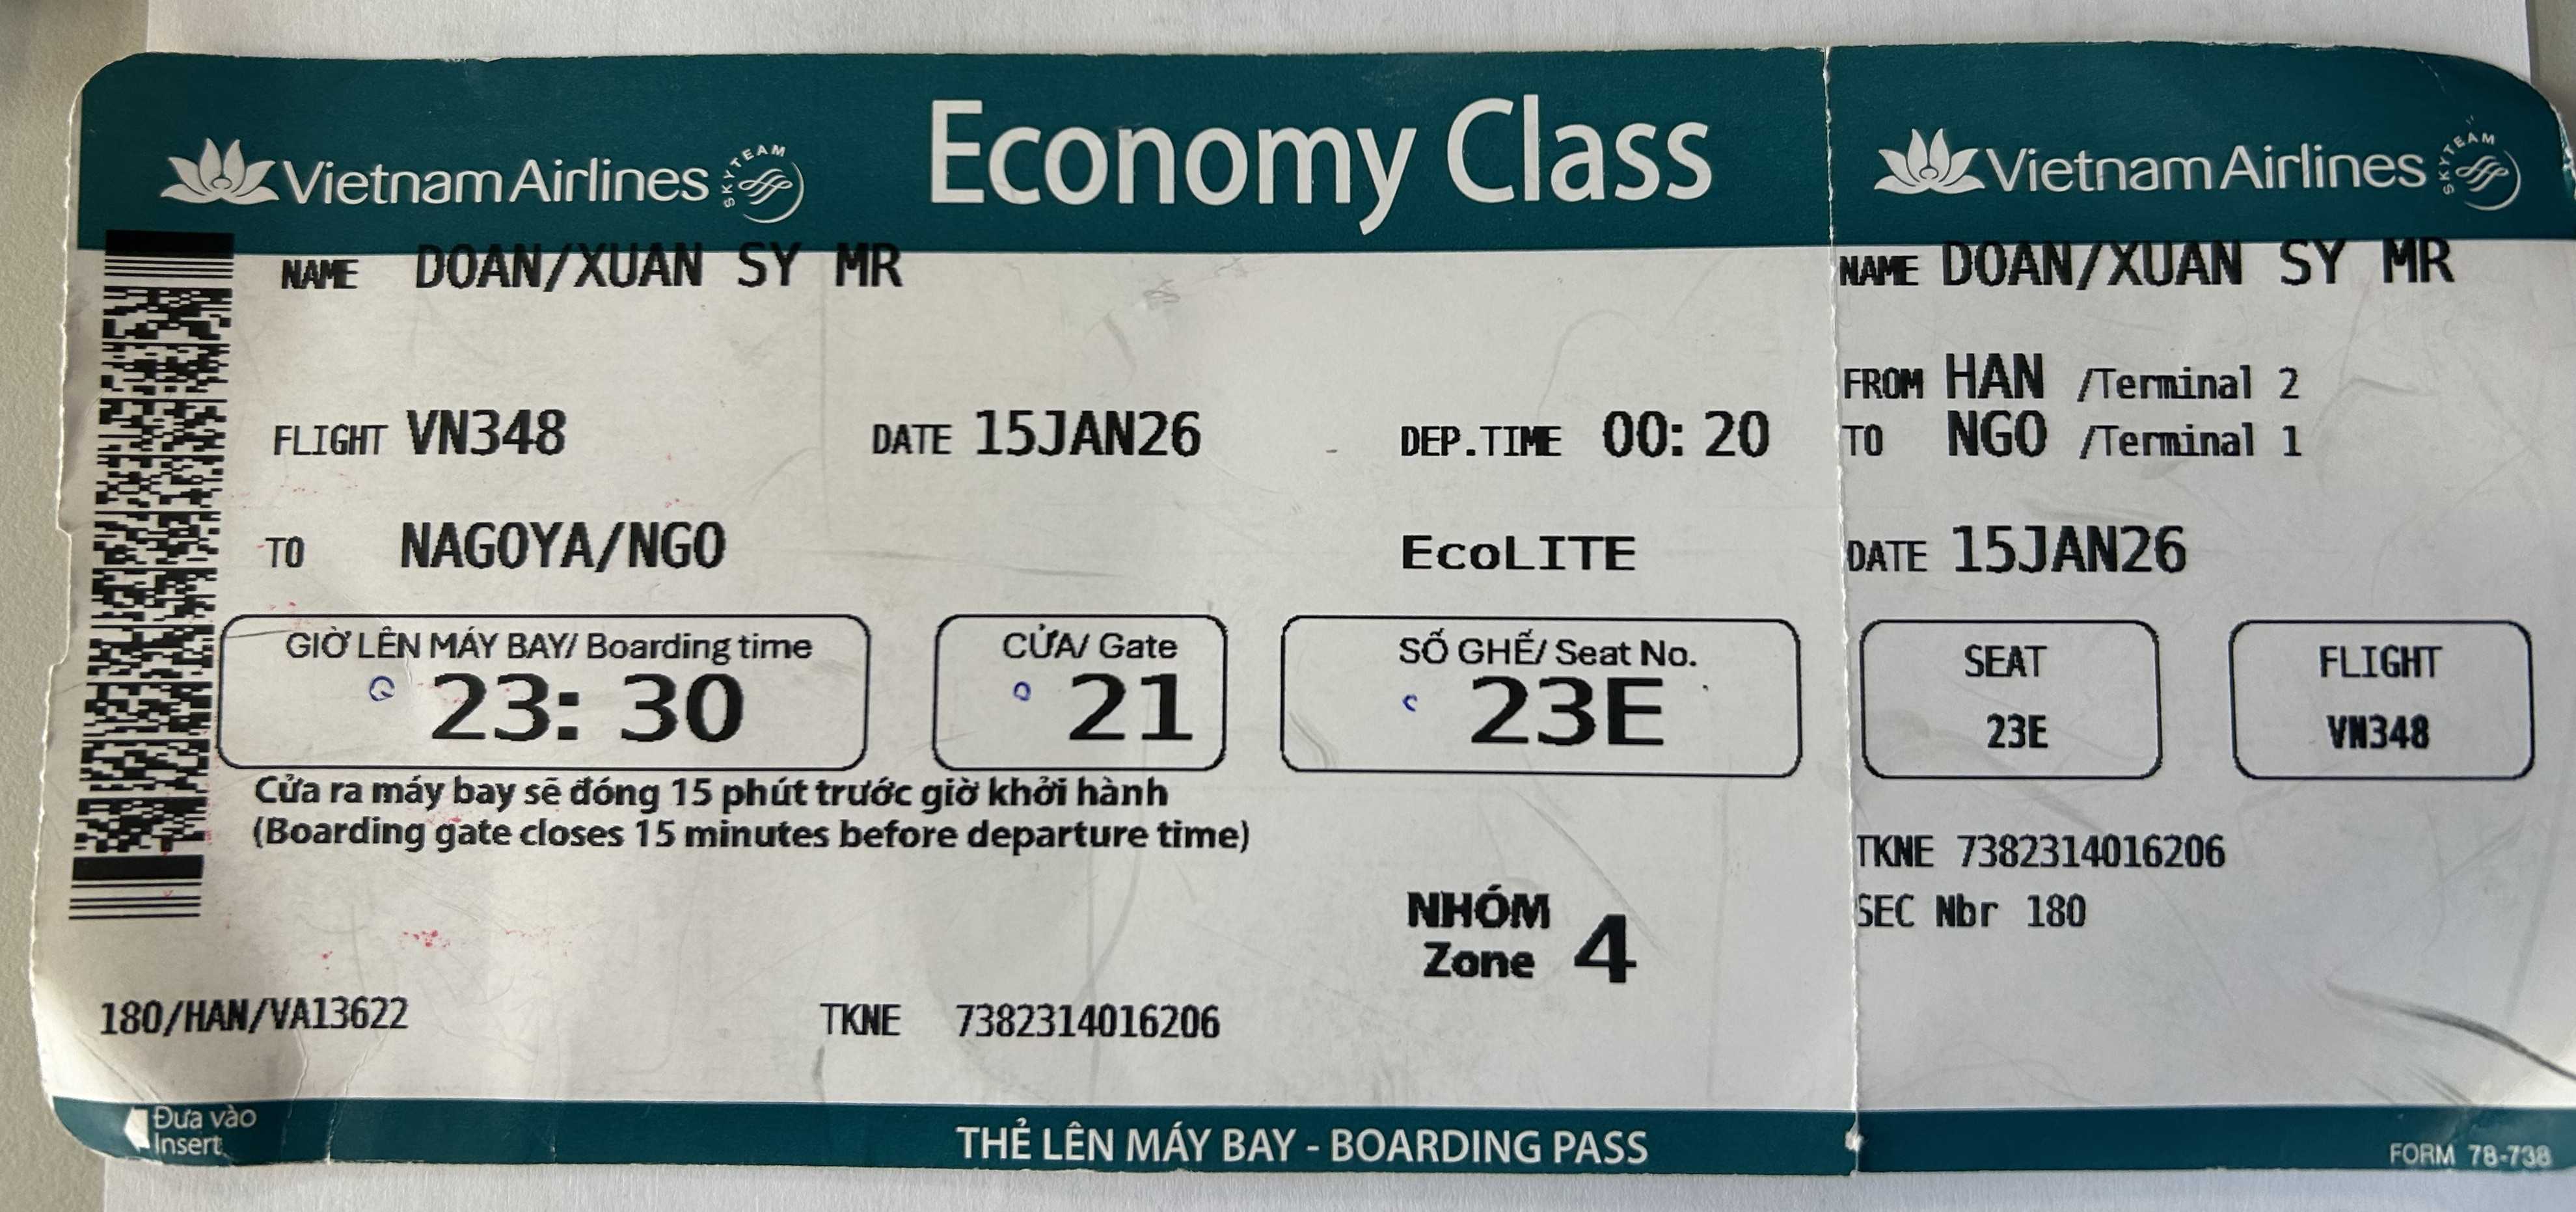 Economy Class
Vietnam Airlines SKYTEAM
NAME DOAN/XUAN SY MR
FLIGHT VN348 DATE 15JAN26 DEP.TIME 00: 20
TO NAGOYA/NGO EcoLITE
GIỜ LÊN MÁY BAY/ Boarding time
23: 30
CỬA/ Gate
21
SỐ GHẾ/ Seat No.
23E
Cửa ra máy bay sẽ đóng 15 phút trước giờ khởi hành
(Boarding gate closes 15 minutes before departure time)
NHÓM
Zone 4
180/HAN/VA13622 TKNE 7382314016206
Đưa vào
Insert
THẺ LÊN MÁY BAY - BOARDING PASS
Vietnam Airlines SKYTEAM
NAME DOAN/XUAN SY MR
FROM HAN /Terminal 2
TO NGO /Terminal 1
DATE 15JAN26
SEAT
23E
FLIGHT
VN348
TKNE 7382314016206
SEC Nbr 180
FORM 78-738